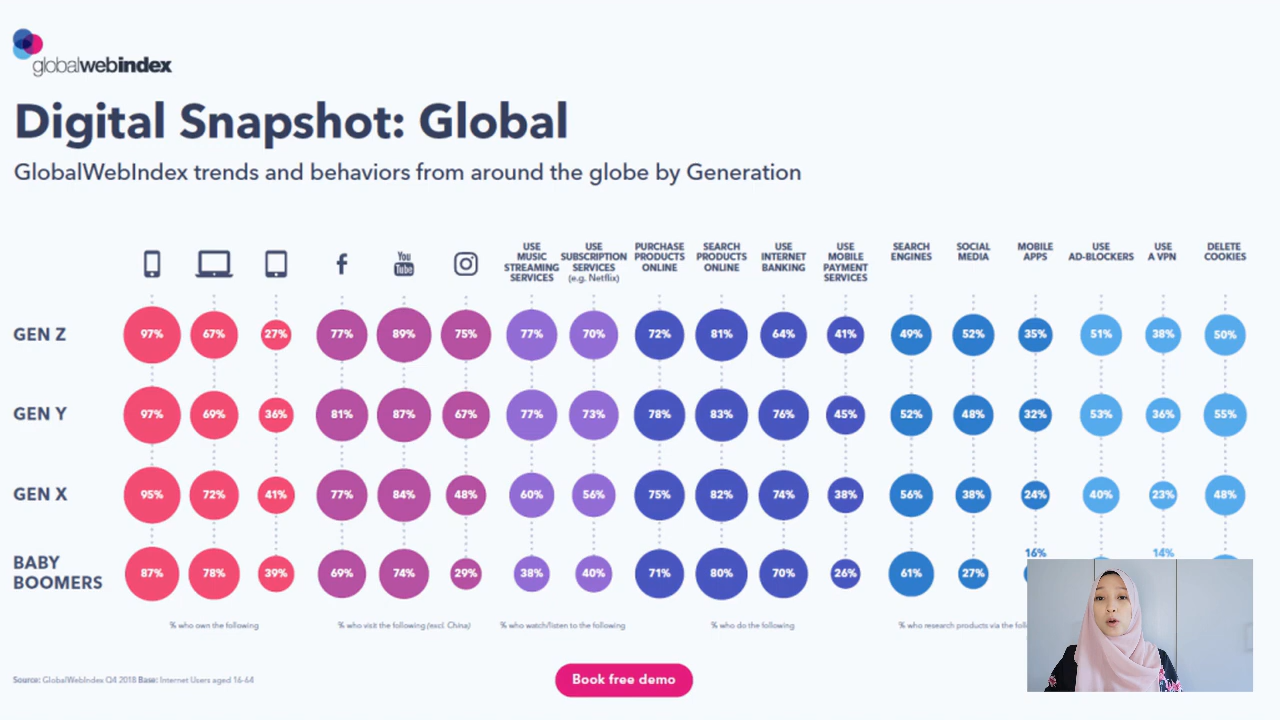 globalwebindex
Digital Snapshot: Global
GlobalWebIndex trends and behaviors from around the globe by Generation
You
Tube
USE
MUSIC
STREAMING
SERVICES
USE
SUBSCRIPTION
SERVICES
(e.g. Netflix)
PURCHASE
PRODUCTS
ONLINE
SEARCH
PRODUCTS
ONLINE
USE
INTERNET
BANKING
USE
MOBILE
PAYMENT
SERVICES
SEARCH
ENGINES
SOCIAL
MEDIA
MOBILE
APPS
USE
AD-BLOCKERS
USE
A VPN
DELETE
COOKIES
GEN Z 97% 67% 27% 77% 89% 75% 77% 70% 72% 81% 64% 41% 49% 52% 35% 51% 38% 50%
GEN Y 97% 69% 36% 81% 87% 67% 77% 73% 78% 83% 76% 45% 52% 48% 32% 53% 36% 55%
GEN X 95% 72% 41% 77% 84% 48% 60% 56% 75% 82% 74% 38% 56% 38% 24% 40% 23% 48%
BABY
BOOMERS 87% 78% 39% 69% 74% 29% 38% 40% 71% 80% 70% 26% 61% 27% 16% 14%
% who own the following
% who visit the following (excl. China)
% who watch/listen to the following
% who do the following
% who research products via the
Source: GlobalWebIndex Q4 2018 Base: Internet Users aged 16-64
Book free demo